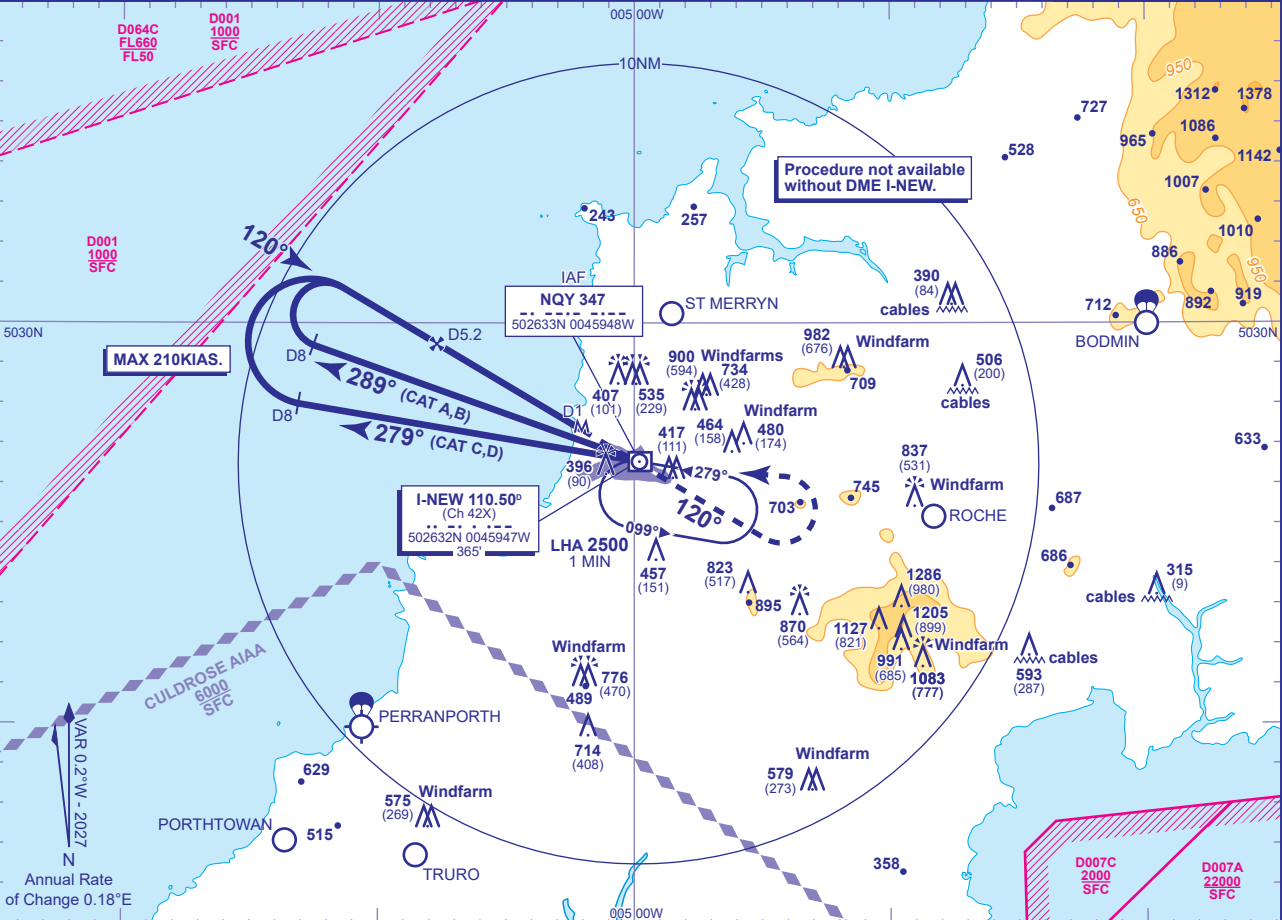 005 00W
D064C
FL660
FL50
D001
1000
SFC
10NM
950
1312
1378
727
1086
965
1142
528
Procedure not available
without DME I-NEW.
1007
650
243
257
1010
D001
1000
SFC
120°
886
950
IAF
NQY 347
502633N 0045948W
ST MERRYN
390
(84)
cables
712
892
919
5030N
D5.2
BODMIN
5030N
MAX 210KIAS.
D8
982
(676)
Windfarm
709
900
(594)
Windfarms
734
(428)
506
(200)
cables
289° (CAT A,B)
407
(101)
535
(229)
D8
D1
Windfarm
279° (CAT C,D)
464
(158)
480
(174)
417
(111)
633
837
(531)
Windfarm
396
(90)
279°
745
687
I-NEW 110.50D
(Ch 42X)
502632N 0045947W
365'
703
120°
ROCHE
099°
LHA 2500
1 MIN
457
(151)
686
823
(517)
895
1286
(980)
315
(9)
cables
870
(564)
1205
(899)
1127
(821)
Windfarm
991
(685)
1083
(777)
cables
593
(287)
CULDROSE AIAA
6000
SFC
Windfarm
776
(470)
489
714
(408)
PERRANPORTH
VAR 0.2°W - 2027
N
Annual Rate
of Change 0.18°E
629
Windfarm
579
(273)
575
(269)
Windfarm
PORTHTOWAN
515
TRURO
358
D007C
2000
SFC
D007A
22000
SFC
005 00W